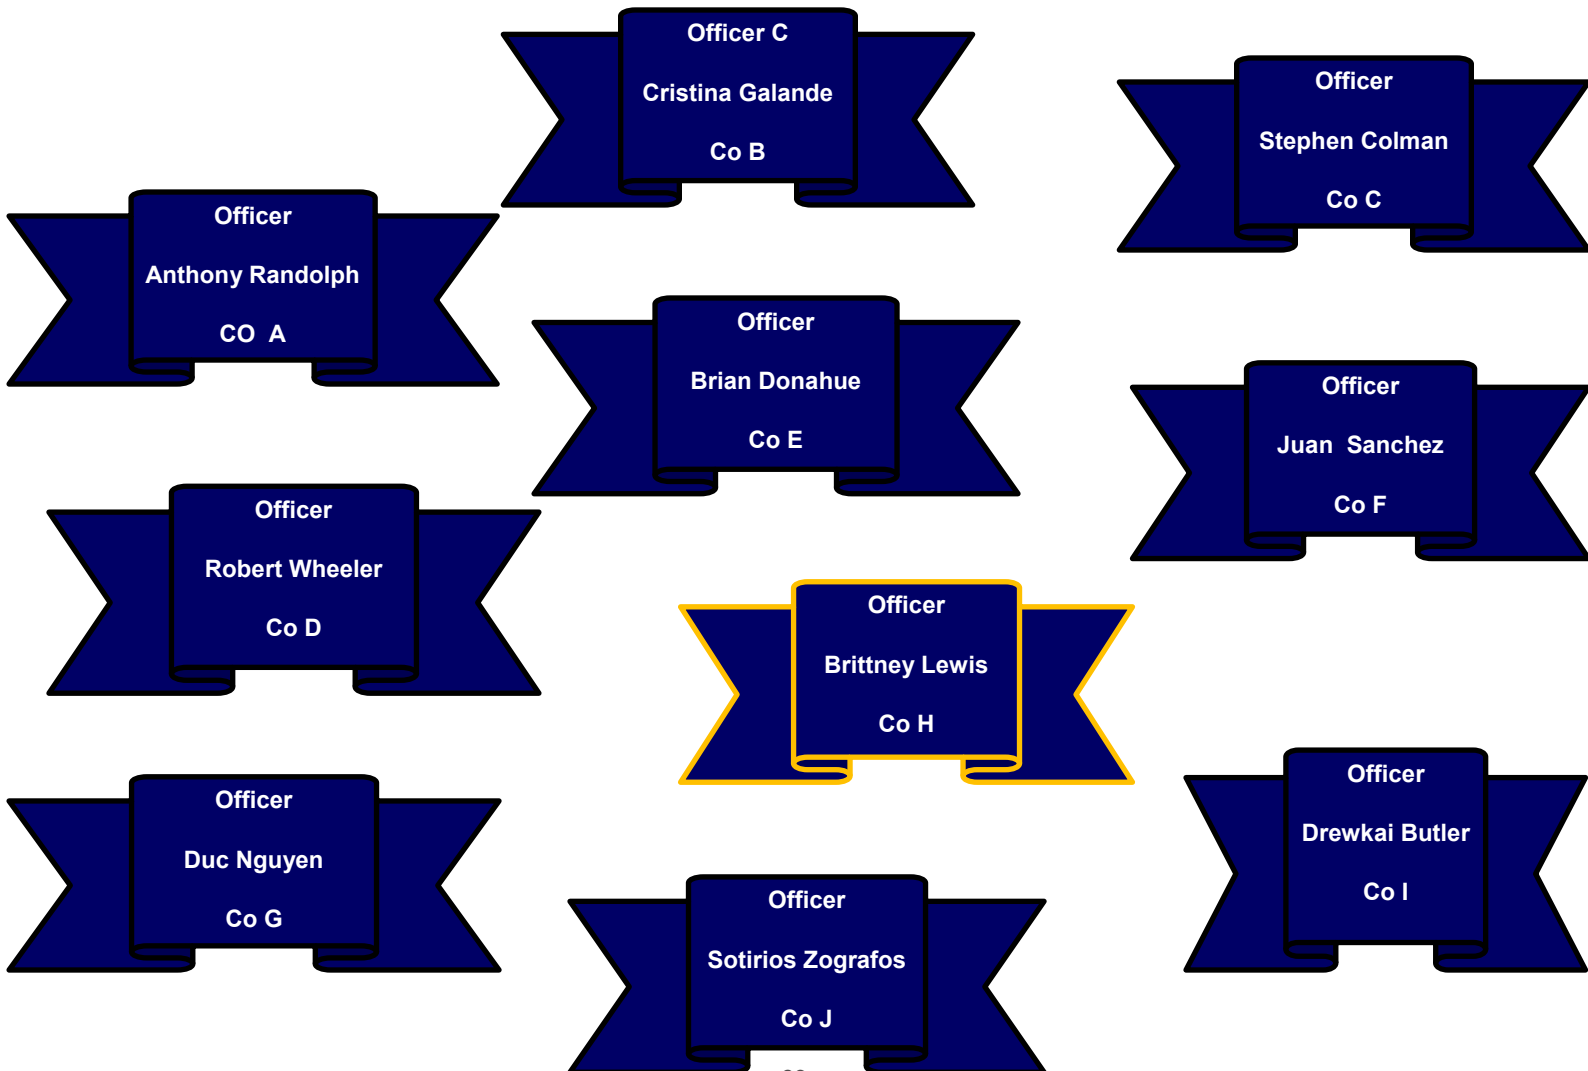 Officer C
Cristina Galande
Co B
Officer
Stephen Colman
Co C
Officer
Anthony Randolph
CO  A
Officer
Brian Donahue
Co E
Officer
Juan  Sanchez
Co F
Officer
Robert Wheeler
Co D
Officer
Brittney Lewis
Co H
Officer
Drewkai Butler
Co I
Officer
Duc Nguyen
Co G
Officer
Sotirios Zografos
Co J